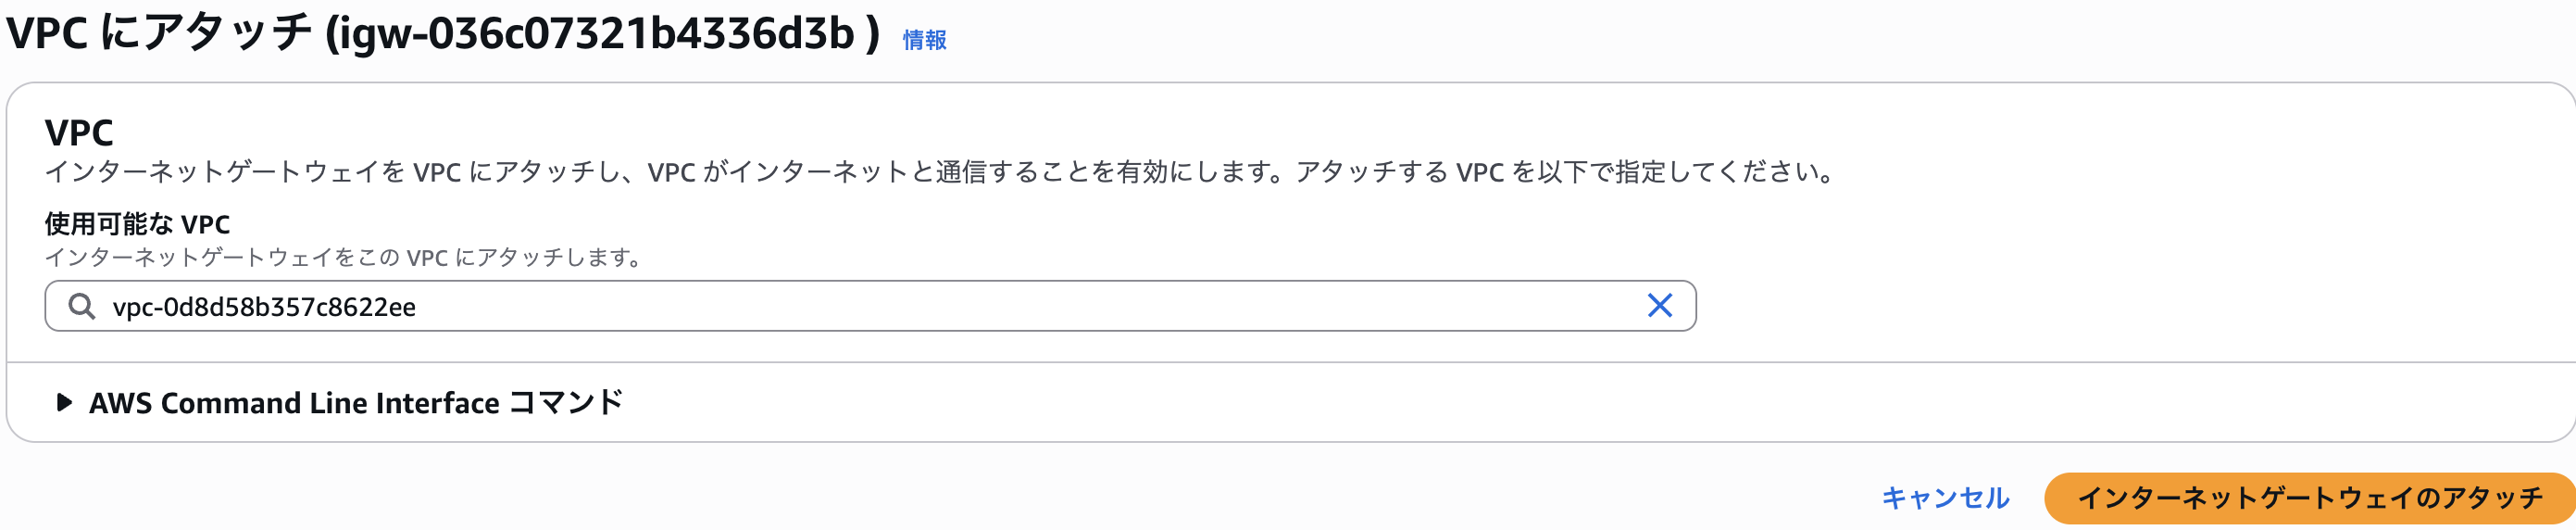 VPC にアタッチ (igw-036c07321b4336d3b ) 情報
VPC
インターネットゲートウェイを VPC にアタッチし、VPC がインターネットと通信することを有効にします。アタッチする VPC を以下で指定してください。
使用可能な VPC
インターネットゲートウェイをこの VPC にアタッチします。
vpc-0d8d58b357c8622ee
AWS Command Line Interface コマンド
キャンセル インターネットゲートウェイのアタッチ